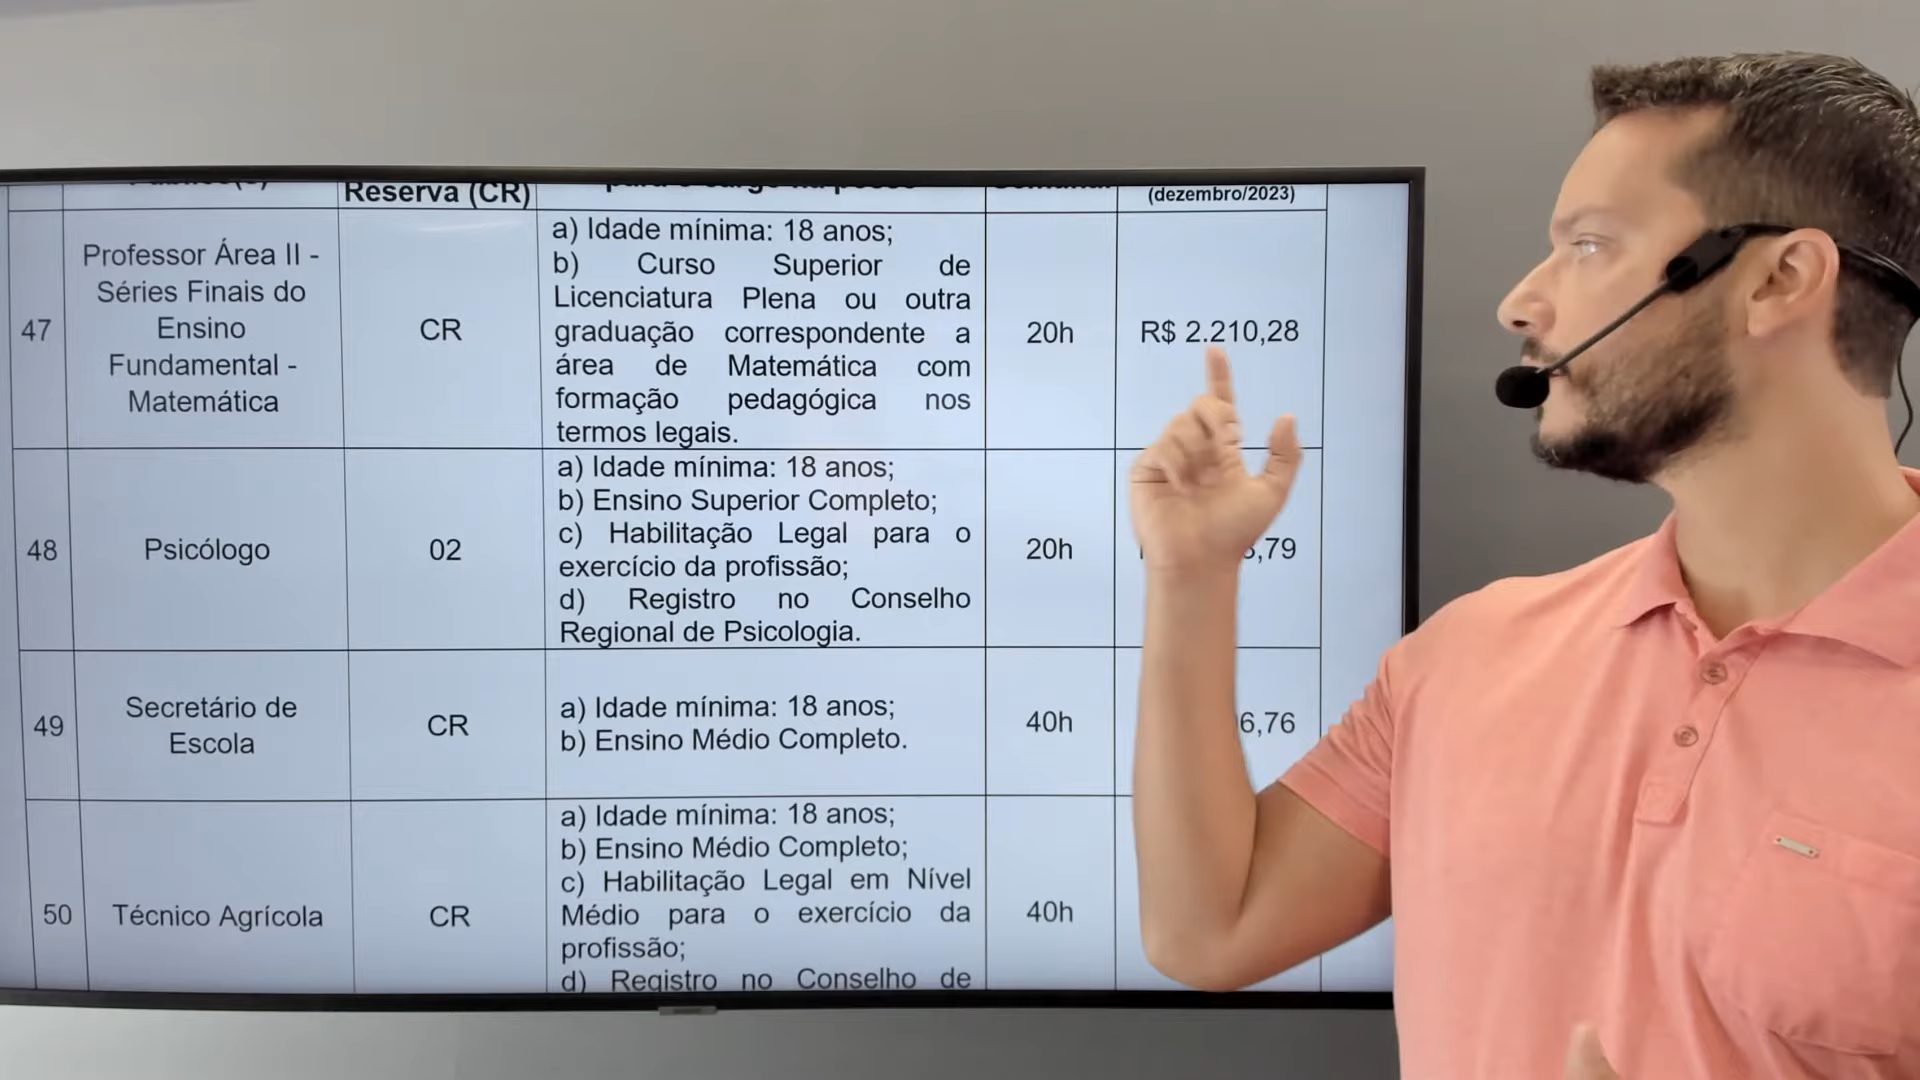 Reserva (CR)
(dezembro/2023)
47
Professor Área II -
Séries Finais do
Ensino
Fundamental -
Matemática
CR
a) Idade mínima: 18 anos;
b) Curso Superior de
Licenciatura Plena ou outra
graduação correspondente a
área de Matemática com
formação pedagógica nos
termos legais.
20h
R$ 2.210,28
48
Psicólogo
02
a) Idade mínima: 18 anos;
b) Ensino Superior Completo;
c) Habilitação Legal para o
exercício da profissão;
d) Registro no Conselho
Regional de Psicologia.
20h
,79
49
Secretário de
Escola
CR
a) Idade mínima: 18 anos;
b) Ensino Médio Completo.
40h
6,76
50
Técnico Agrícola
CR
a) Idade mínima: 18 anos;
b) Ensino Médio Completo;
c) Habilitação Legal em Nível
Médio para o exercício da
profissão;
d) Registro no Conselho de
40h